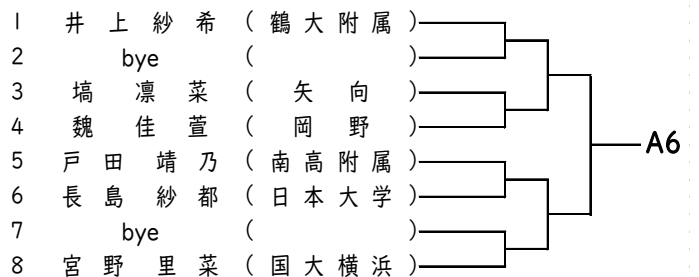 1 井上紗希 (鶴大附属)
2 bye ( )
3 塙凛菜 (矢向)
4 魏佳萱 (岡野)
A6
5 戸田靖乃 (南高附属)
6 長島紗都 (日本大学)
7 bye ( )
8 宮野里菜 (国大横浜)